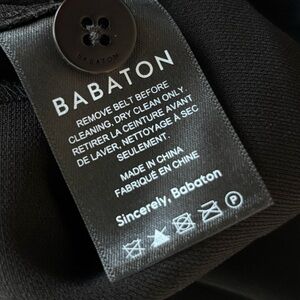 BABATON
BABATON
REMOVE BELT BEFORE
CLEANING. DRY CLEAN ONLY.
RETIRER LA CEINTURE AVANT
DE LAVER, NETTOYAGE À SEC
SEULEMENT.
MADE IN CHINA
FABRIQUÉ EN CHINE
Sincerely, Babaton
P